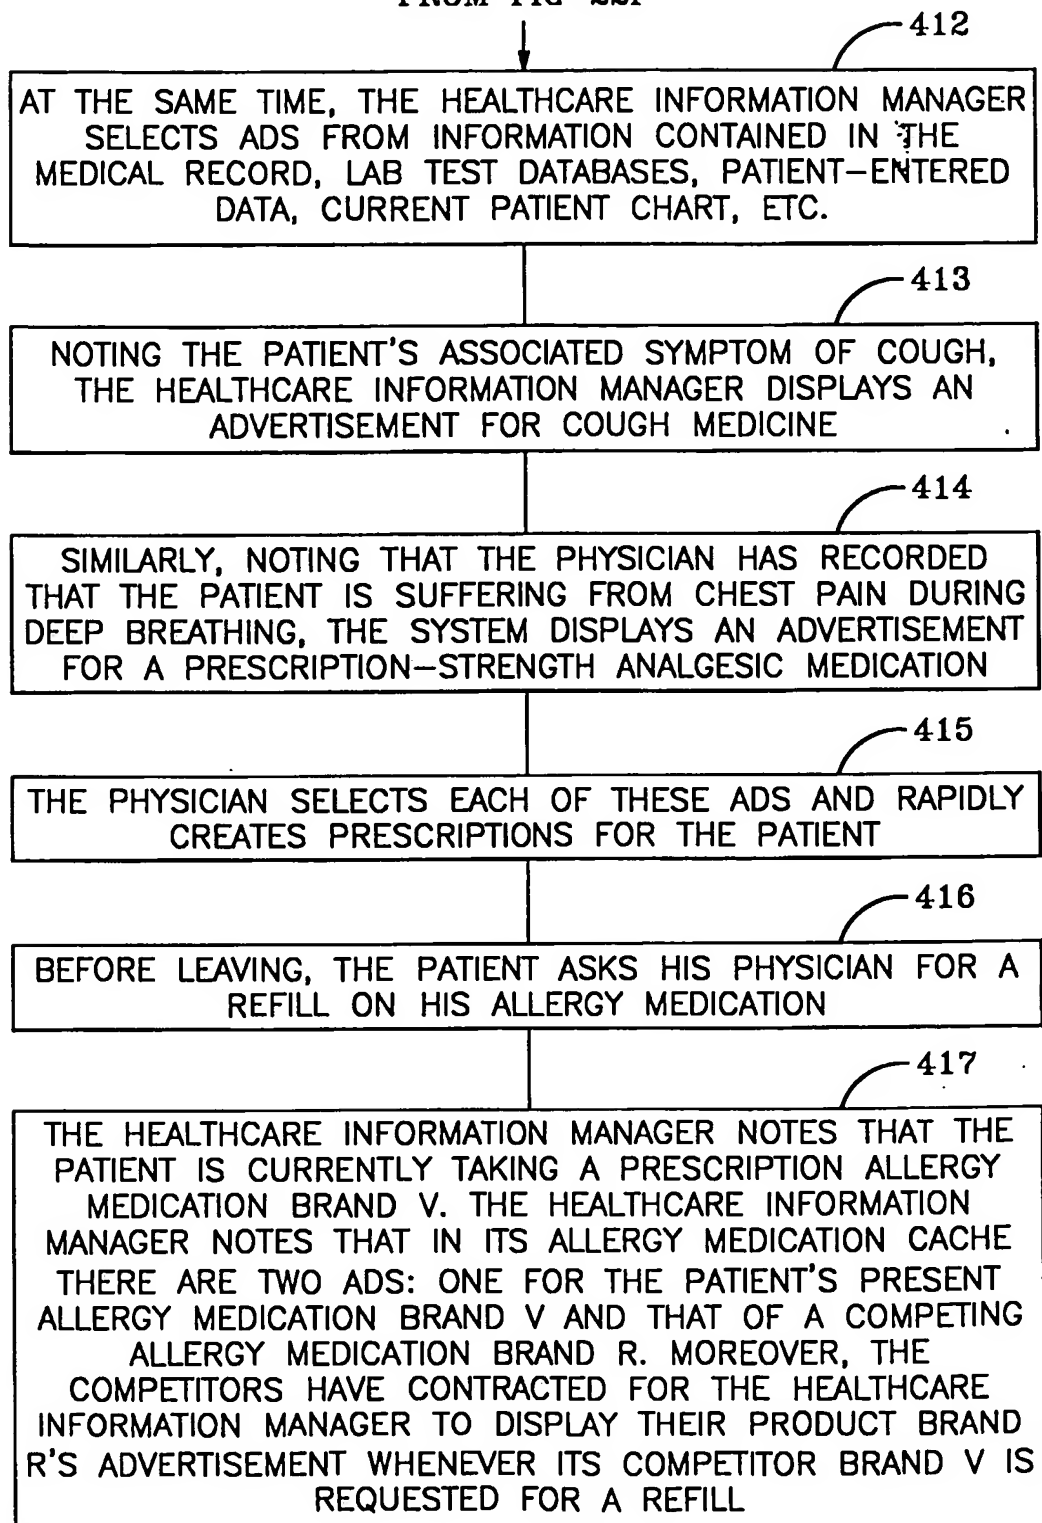 412
AT THE SAME TIME, THE HEALTHCARE INFORMATION MANAGER
SELECTS ADS FROM INFORMATION CONTAINED IN THE
MEDICAL RECORD, LAB TEST DATABASES, PATIENT-ENTERED
DATA, CURRENT PATIENT CHART, ETC.
413
NOTING THE PATIENT'S ASSOCIATED SYMPTOM OF COUGH,
THE HEALTHCARE INFORMATION MANAGER DISPLAYS AN
ADVERTISEMENT FOR COUGH MEDICINE
414
SIMILARLY, NOTING THAT THE PHYSICIAN HAS RECORDED
THAT THE PATIENT IS SUFFERING FROM CHEST PAIN DURING
DEEP BREATHING, THE SYSTEM DISPLAYS AN ADVERTISEMENT
FOR A PRESCRIPTION-STRENGTH ANALGESIC MEDICATION
415
THE PHYSICIAN SELECTS EACH OF THESE ADS AND RAPIDLY
CREATES PRESCRIPTIONS FOR THE PATIENT
416
BEFORE LEAVING, THE PATIENT ASKS HIS PHYSICIAN FOR A
REFILL ON HIS ALLERGY MEDICATION
417
THE HEALTHCARE INFORMATION MANAGER NOTES THAT THE
PATIENT IS CURRENTLY TAKING A PRESCRIPTION ALLERGY
MEDICATION BRAND V. THE HEALTHCARE INFORMATION
MANAGER NOTES THAT IN ITS ALLERGY MEDICATION CACHE
THERE ARE TWO ADS: ONE FOR THE PATIENT'S PRESENT
ALLERGY MEDICATION BRAND V AND THAT OF A COMPETING
ALLERGY MEDICATION BRAND R. MOREOVER, THE
COMPETITORS HAVE CONTRACTED FOR THE HEALTHCARE
INFORMATION MANAGER TO DISPLAY THEIR PRODUCT BRAND
R'S ADVERTISEMENT WHENEVER ITS COMPETITOR BRAND V IS
REQUESTED FOR A REFILL